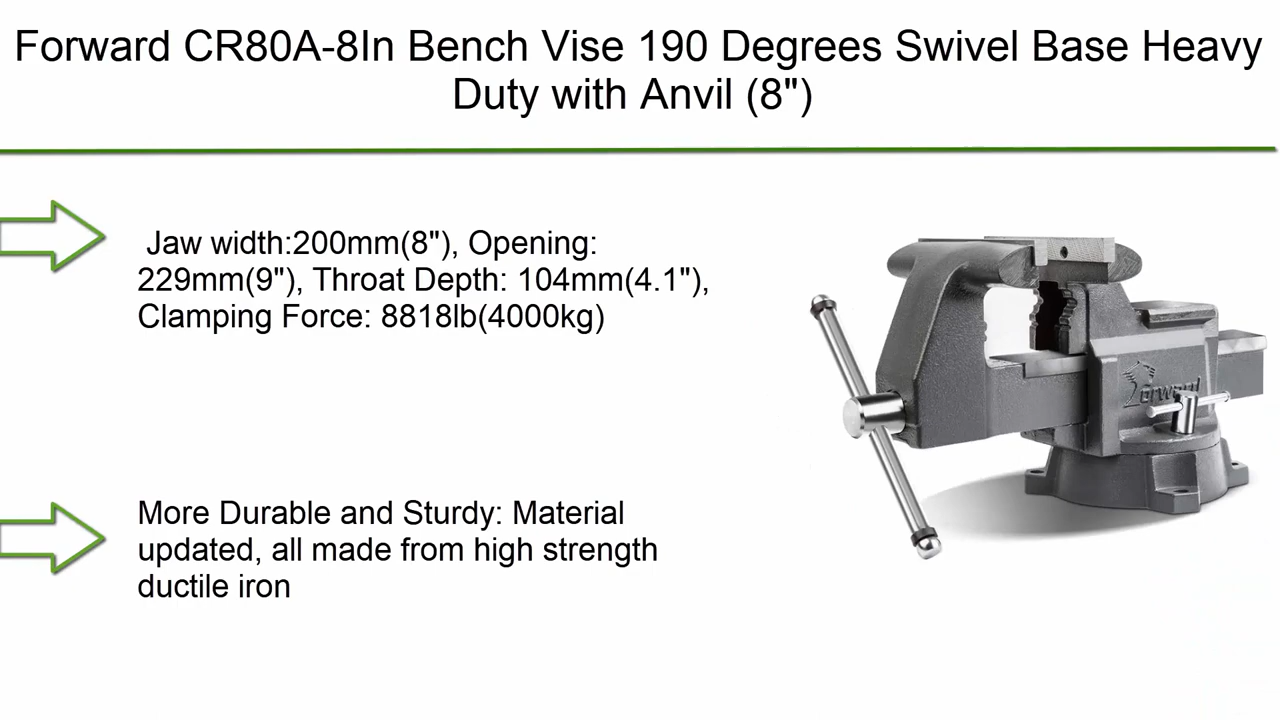 Forward CR80A-8In Bench Vise 190 Degrees Swivel Base Heavy
Duty with Anvil (8")
Jaw width:200mm(8"), Opening:
229mm(9"), Throat Depth: 104mm(4.1"),
Clamping Force: 8818lb(4000kg)
Forward
More Durable and Sturdy: Material
updated, all made from high strength
ductile iron